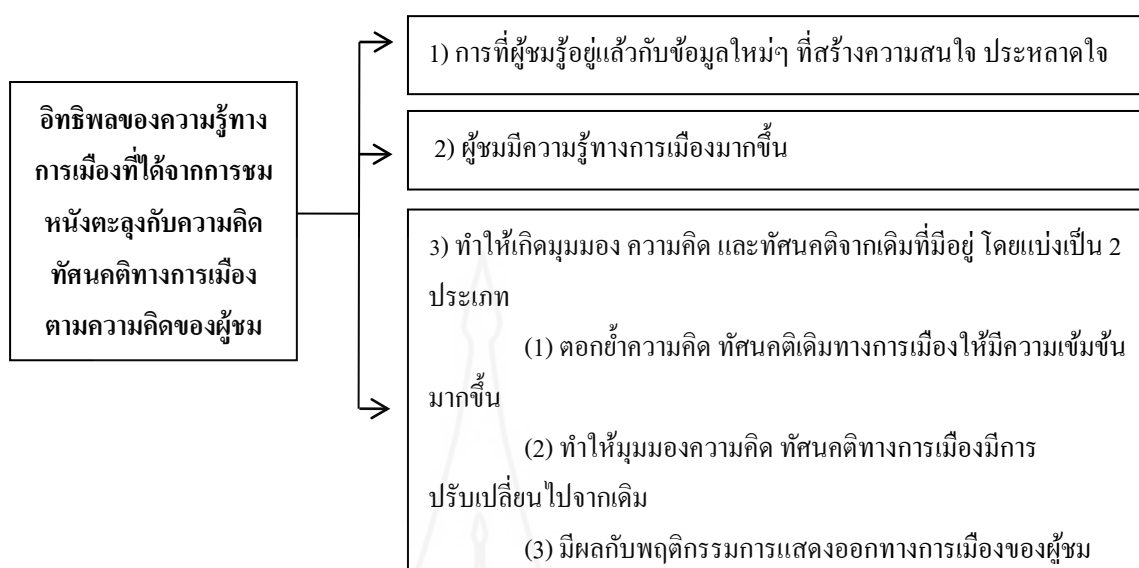 อิทธิพลของความรู้ทาง
การเมืองที่ได้จากการชม
หนังตะลุงกับความคิด
ทัศนคติทางการเมือง
ตามความคิดของผู้ชม
1) การที่ผู้ชมรู้อยู่แล้วกับข้อมูลใหม่ๆ ที่สร้างความสนใจ ประหลาดใจ
2) ผู้ชมมีความรู้ทางการเมืองมากขึ้น
3) ทำให้เกิดมุมมอง ความคิด และทัศนคติจากเดิมที่มีอยู่ โดยแบ่งเป็น 2
ประเภท
(1) ตอกย้ำความคิด ทัศนคติเดิมทางการเมืองให้มีความเข้มข้น
มากขึ้น
(2) ทำให้มุมมองความคิด ทัศนคติทางการเมืองมีการ
ปรับเปลี่ยนไปจากเดิม
(3) มีผลกับพฤติกรรมการแสดงออกทางการเมืองของผู้ชม